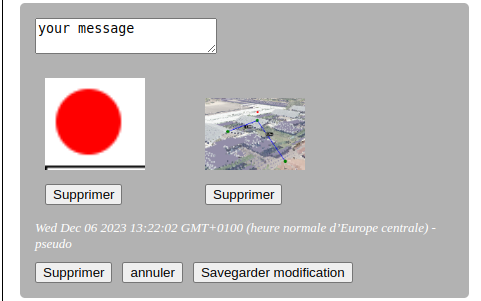 your message
Supprimer Supprimer
Wed Dec 06 2023 13:22:02 GMT+0100 (heure normale d’Europe centrale) -
pseudo
Supprimer annuler Savegarder modification